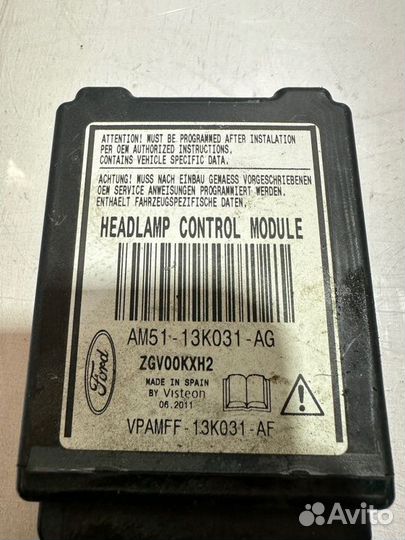 ATTENTION! MUST BE PROGRAMMED AFTER INSTALATION
PER OEM AUTHORIZED INSTRUCTIONS.
CONTAINS VEHICLE SPECIFIC DATA.
ACHTUNG! MUSS NACH EINBAU GEMAESS VORGESCHRIEBENEN
OEM SERVICE ANWEISUNGEN PROGRAMMIERT WERDEN.
ENTHAELT FAHRZEUGSPEZIFISCHE DATEN.
HEADLAMP CONTROL MODULE
AM51-13K031-AG
ZGV00KXH2
Ford
MADE IN SPAIN
BY Visteon
06.2011
VPAMFF-13K031-AF
Avito